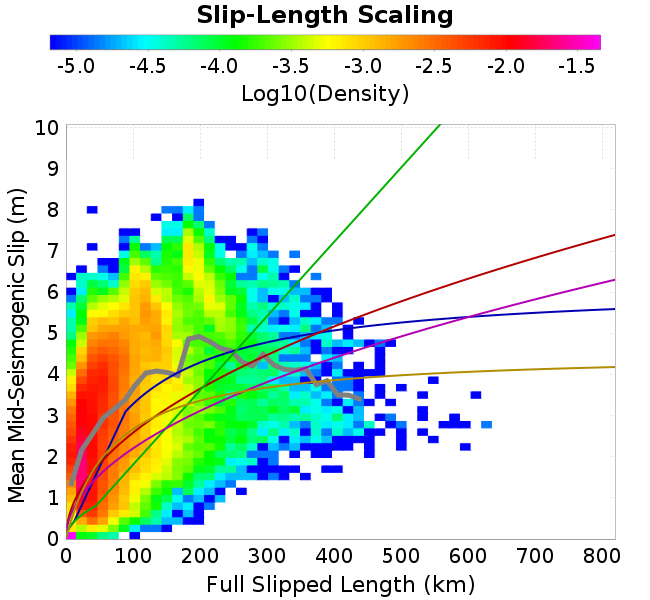 Slip-Length Scaling
-5.0 -4.5 -4.0 -3.5 -3.0 -2.5 -2.0 -1.5
Log10(Density)
10
9
8
7
6
5
4
3
2
1
0
Mean Mid-Seismogenic Slip (m)
0 100 200 300 400 500 600 700 800
Full Slipped Length (km)